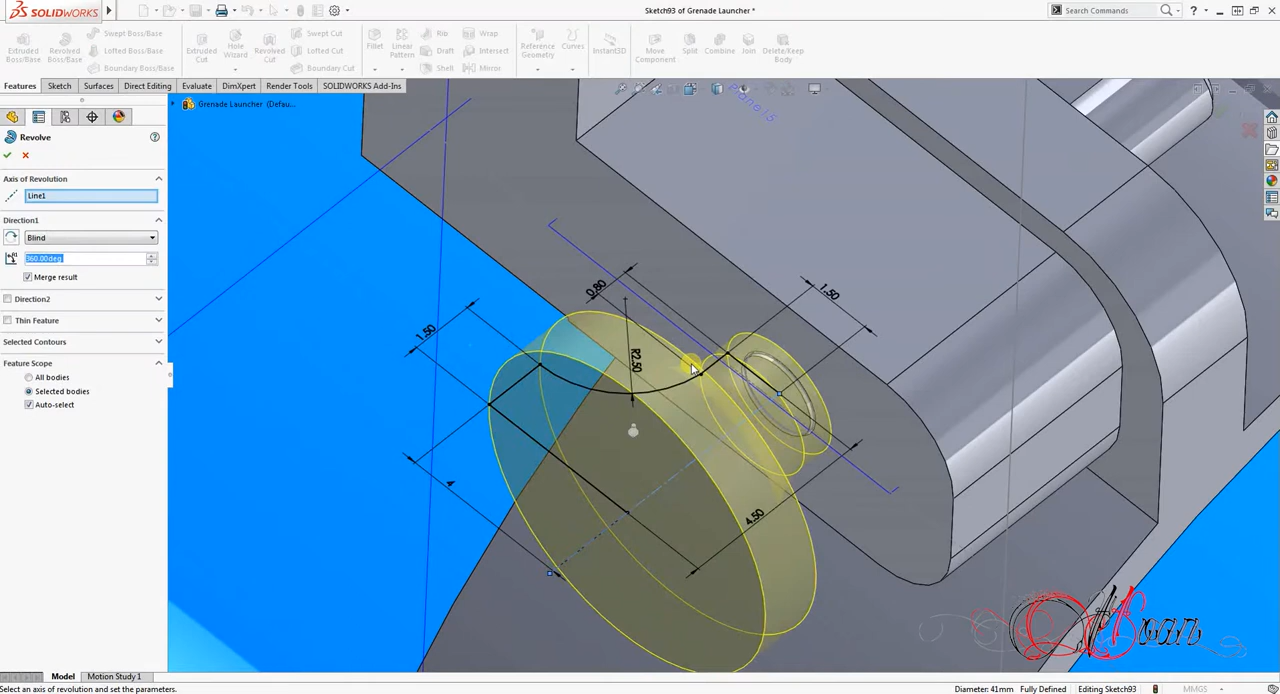 SOLIDWORKS
Sketch93 of Grenade Launcher *
Search Commands
Extruded Boss/Base
Revolved Boss/Base
Swept Boss/Base
Lofted Boss/Base
Boundary Boss/Base
Extruded Cut
Hole Wizard
Revolved Cut
Swept Cut
Lofted Cut
Boundary Cut
Fillet
Linear Pattern
Rib
Draft
Shell
Wrap
Intersect
Mirror
Reference Geometry
Curves
Instant3D
Move Component
Split
Combine
Join
Delete/Keep Body
Features
Sketch
Surfaces
Direct Editing
Evaluate
DimXpert
Render Tools
SOLIDWORKS Add-Ins
Grenade Launcher (Defau...
Revolve
Axis of Revolution
Line1
Direction1
Blind
360.00deg
Merge result
Direction2
Thin Feature
Selected Contours
Feature Scope
All bodies
Selected bodies
Auto-select
Plane15
0.80
1.50
1.50
R2.50
4.50
Model
Motion Study 1
Select an axis of revolution and set the parameters.
Diameter: 41mm
Fully Defined
Editing Sketch93
MMGS